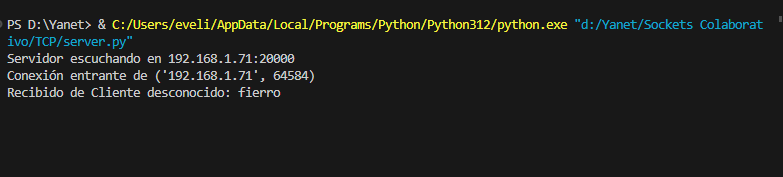 PS D:\Yanet> & C:/Users/eveli/AppData/Local/Programs/Python/Python312/python.exe "d:/Yanet/Sockets Colaborat
ivo/TCP/server.py"
Servidor escuchando en 192.168.1.71:20000
Conexión entrante de ('192.168.1.71', 64584)
Recibido de Cliente desconocido: fierro